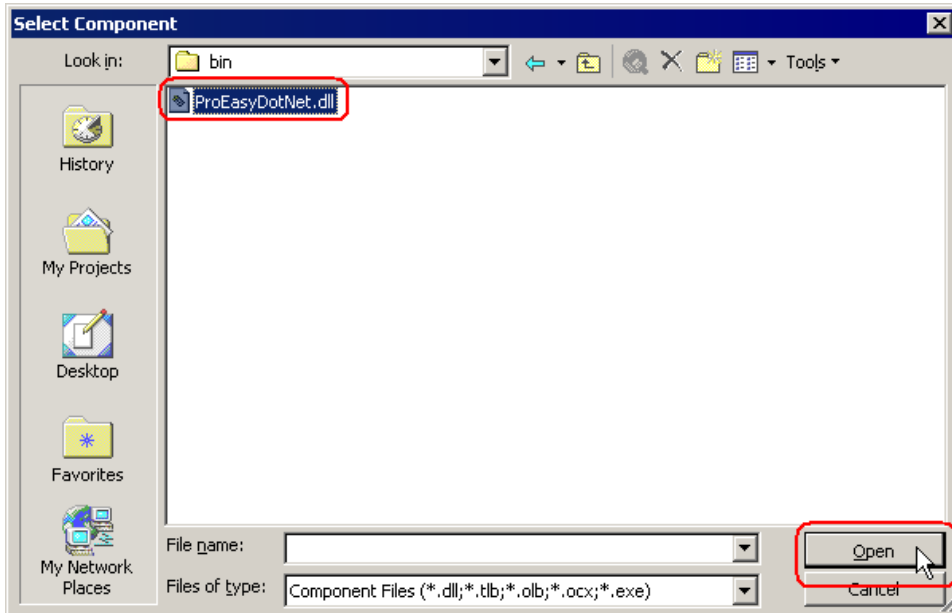 Select Component
Look in:
bin
Tools
ProEasyDotNet.dll
History
My Projects
Desktop
Favorites
My Network
Places
File name:
Open
Files of type:
Component Files (*.dll;*.tlb;*.olb;*.ocx;*.exe)
Cancel